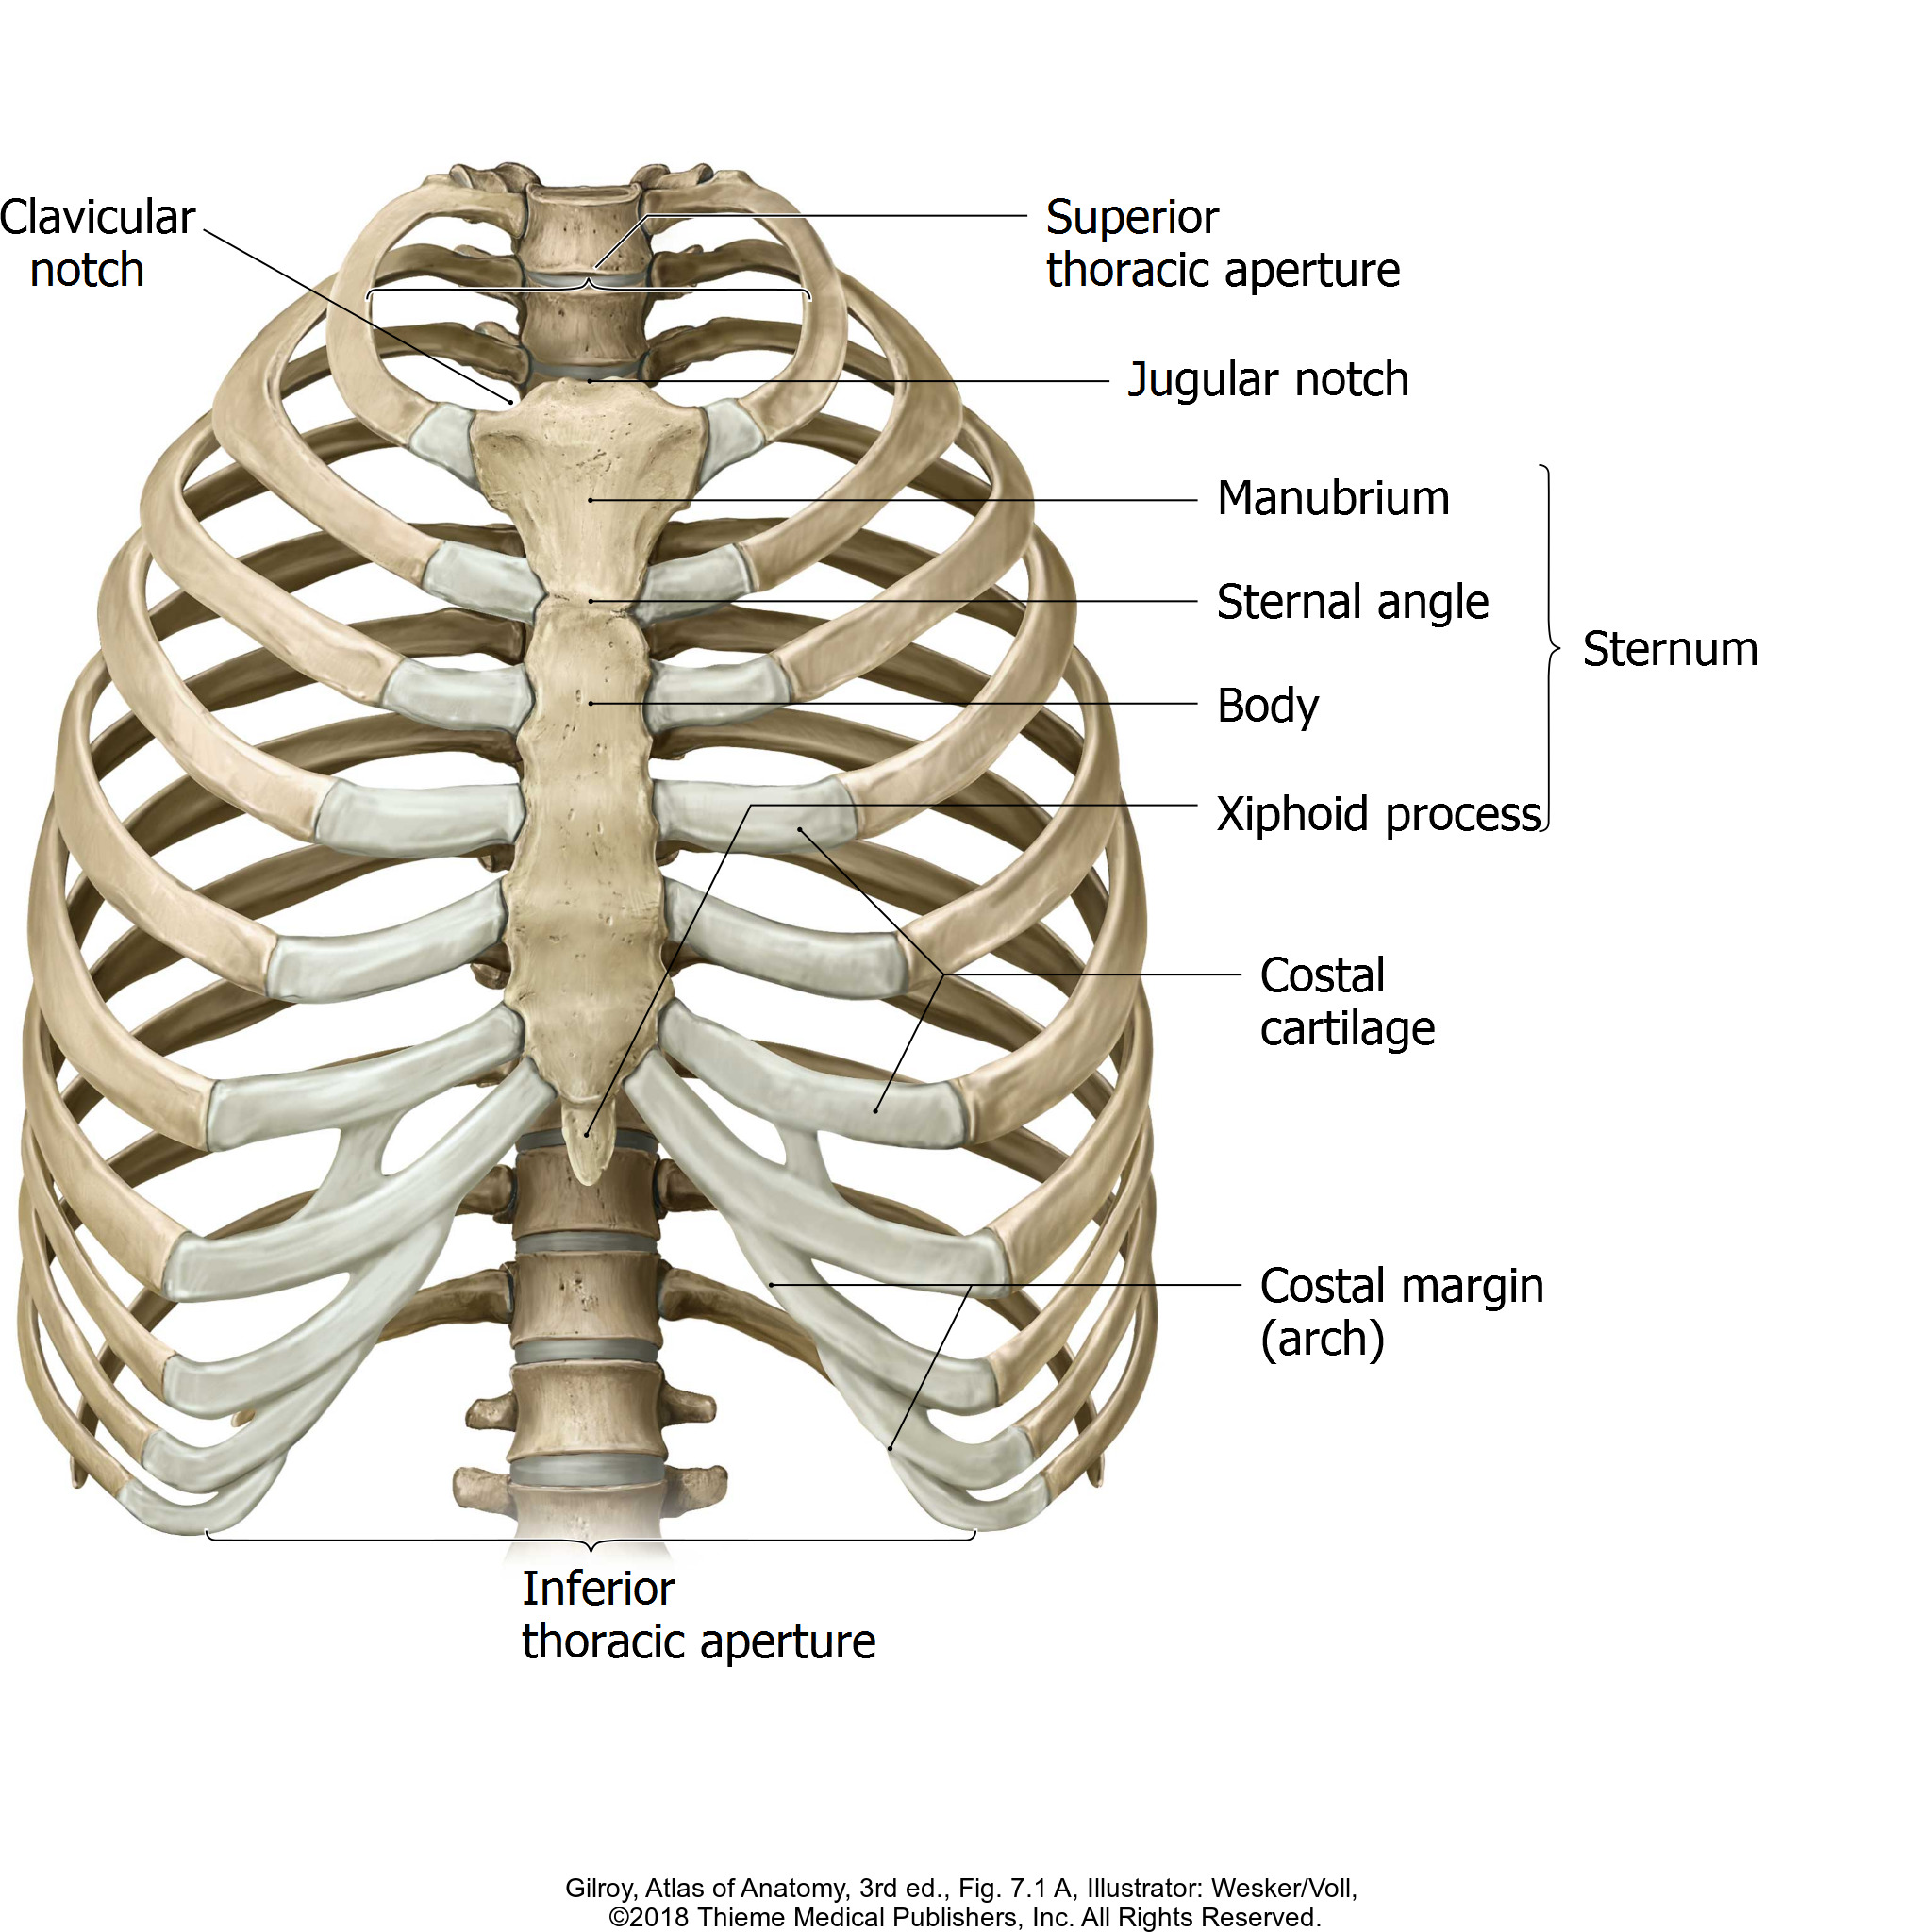 Clavicular
notch
Superior
thoracic aperture
Jugular notch
Manubrium
Sternal angle
Sternum
Body
Xiphoid process
Costal
cartilage
Costal margin
(arch)
Inferior
thoracic aperture
Gilroy, Atlas of Anatomy, 3rd ed., Fig. 7.1 A, Illustrator: Wesker/Voll,
©2018 Thieme Medical Publishers, Inc. All Rights Reserved.